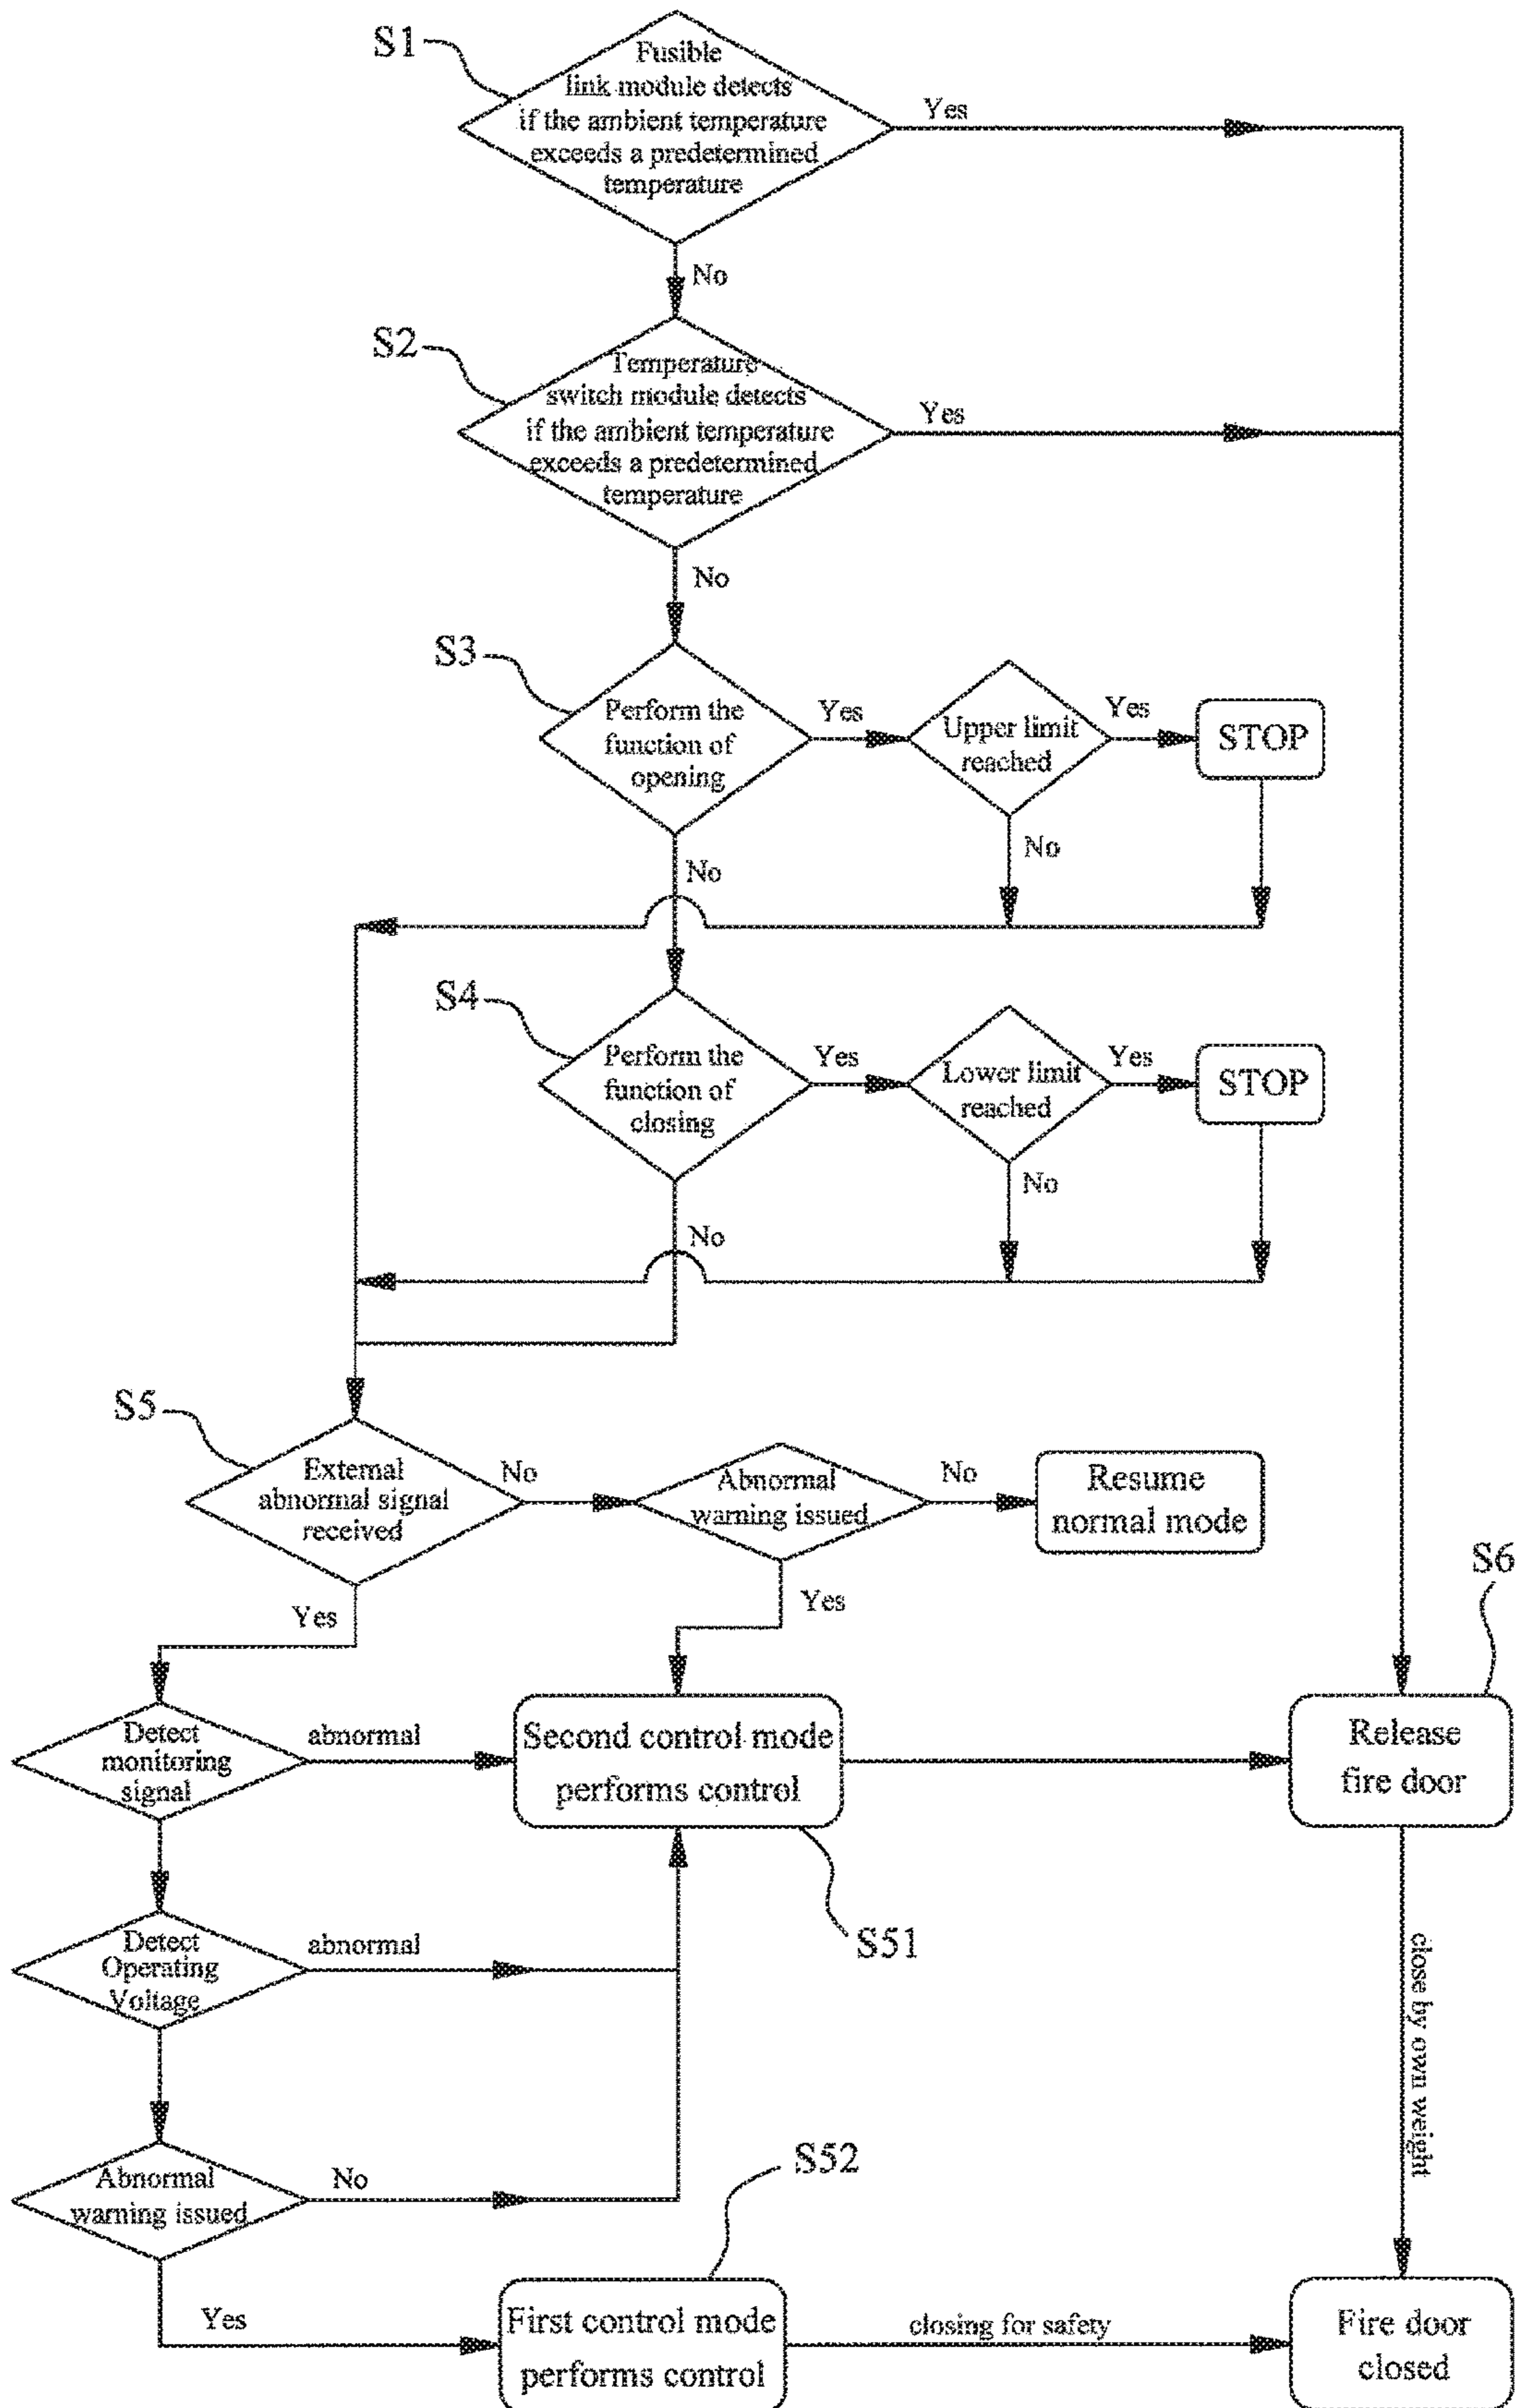 S1
Fusible
link module detects
if the ambient temperature
exceeds a predetermined
temperature
Yes
No
S2
Temperature
switch module detects
if the ambient temperature
exceeds a predetermined
temperature
Yes
No
S3
Perform the
function of
opening
Yes
Upper limit
reached
Yes
STOP
No
No
S4
Perform the
function of
closing
Yes
Lower limit
reached
Yes
STOP
No
No
S5
External
abnormal signal
received
No
Abnormal
warning issued
No
Resume
normal mode
Yes
Yes
S6
Detect
monitoring
signal
abnormal
Second control mode
performs control
Release
fire door
S51
Detect
Operating
Voltage
abnormal
close by own weight
Abnormal
warning issued
No
S52
Yes
First control mode
performs control
closing for safety
Fire door
closed